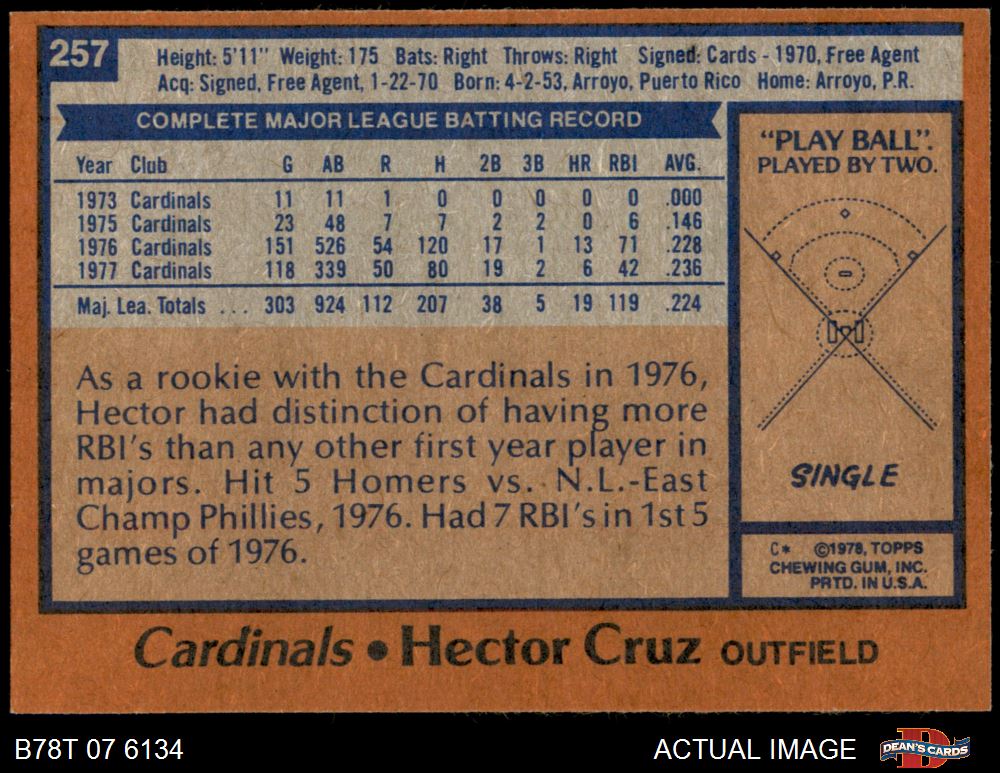 257
Height: 5'11" Weight: 175 Bats: Right Throws: Right Signed: Cards - 1970, Free Agent
Acq: Signed, Free Agent, 1-22-70 Born: 4-2-53, Arroyo, Puerto Rico Home: Arroyo, P.R.
COMPLETE MAJOR LEAGUE BATTING RECORD
Year Club G AB R H 2B 3B HR RBI AVG.
1973 Cardinals 11 11 1 0 0 0 0 0 .000
1975 Cardinals 23 48 7 7 2 2 0 6 .146
1976 Cardinals 151 526 54 120 17 1 13 71 .228
1977 Cardinals 118 339 50 80 19 2 6 42 .236
Maj. Lea. Totals ... 303 924 112 207 38 5 19 119 .224
As a rookie with the Cardinals in 1976,
Hector had distinction of having more
RBI's than any other first year player in
majors. Hit 5 Homers vs. N.L.-East
Champ Phillies, 1976. Had 7 RBI's in 1st 5
games of 1976.
"PLAY BALL".
PLAYED BY TWO.
SINGLE
C* ©1978, TOPPS
CHEWING GUM, INC.
PRTD. IN U.S.A.
Cardinals • Hector Cruz OUTFIELD
B78T 07 6134 ACTUAL IMAGE DEAN'S CARDS